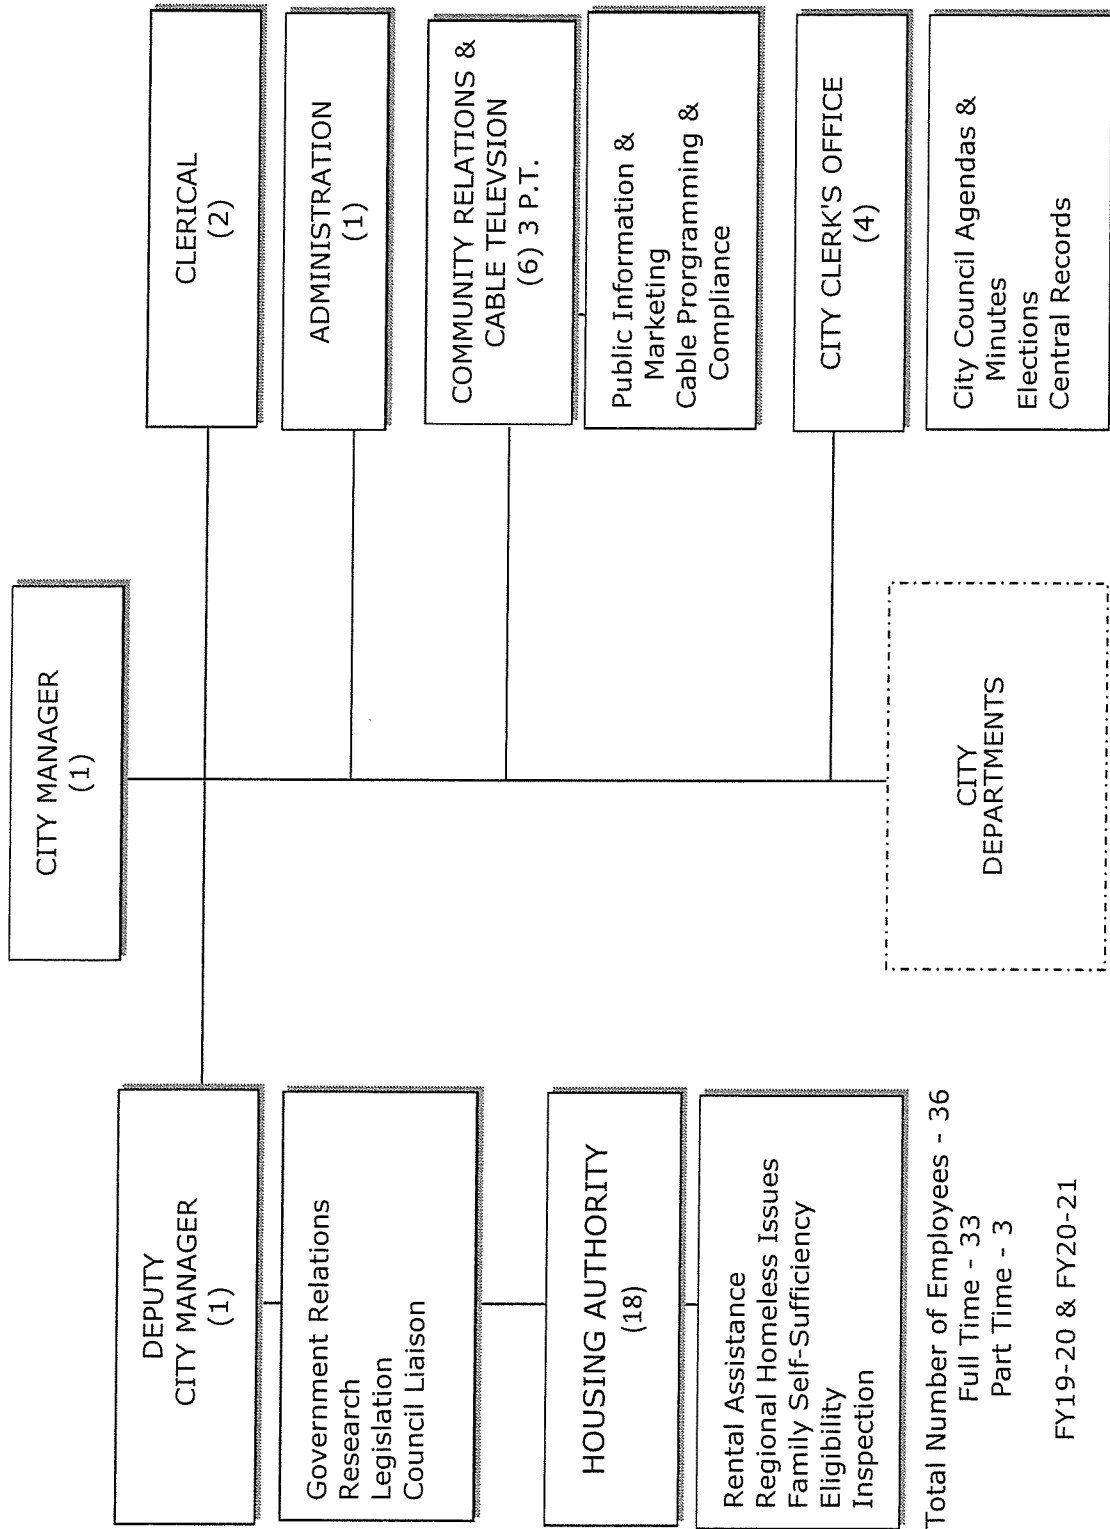 CITY MANAGER
(1)
DEPUTY
CITY MANAGER
(1)
Government Relations
Research
Legislation
Council Liaison
HOUSING AUTHORITY
(18)
Rental Assistance
Regional Homeless Issues
Family Self-Sufficiency
Eligibility
Inspection
CLERICAL
(2)
ADMINISTRATION
(1)
COMMUNITY RELATIONS &
CABLE TELEVSION
(6) 3 P.T.
Public Information &
Marketing
Cable Prorgramming &
Compliance
CITY CLERK'S OFFICE
(4)
City Council Agendas &
Minutes
Elections
Central Records
CITY
DEPARTMENTS
Total Number of Employees - 36
Full Time - 33
Part Time - 3
FY19-20 & FY20-21